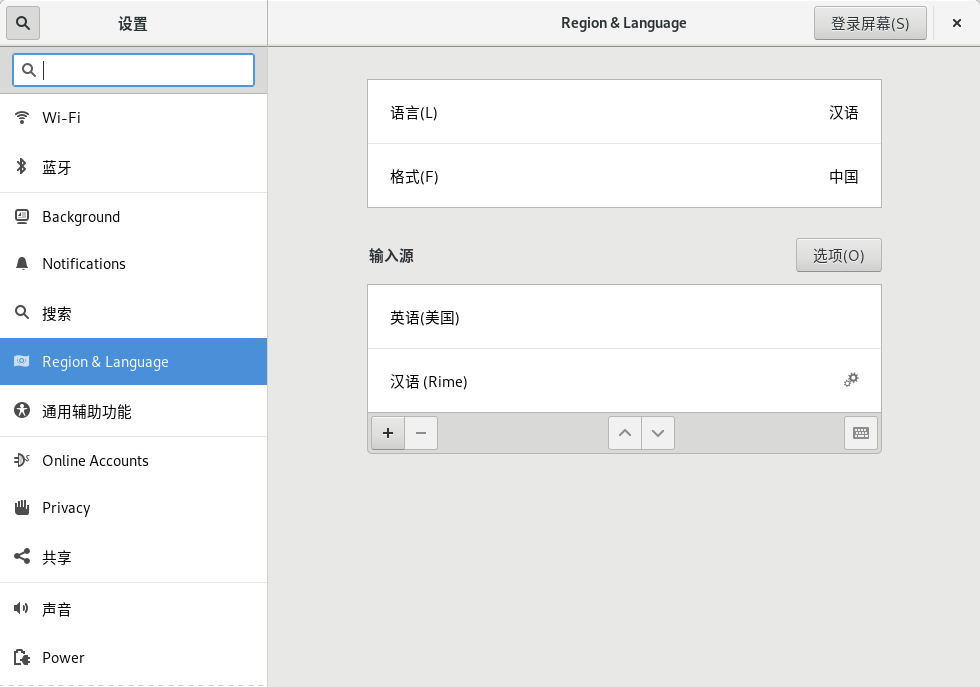 设置
Region & Language
登录屏幕(S)
Wi-Fi
蓝牙
Background
Notifications
搜索
Region & Language
通用辅助功能
Online Accounts
Privacy
共享
声音
Power
语言(L)
汉语
格式(F)
中国
输入源
选项(O)
英语(美国)
汉语 (Rime)